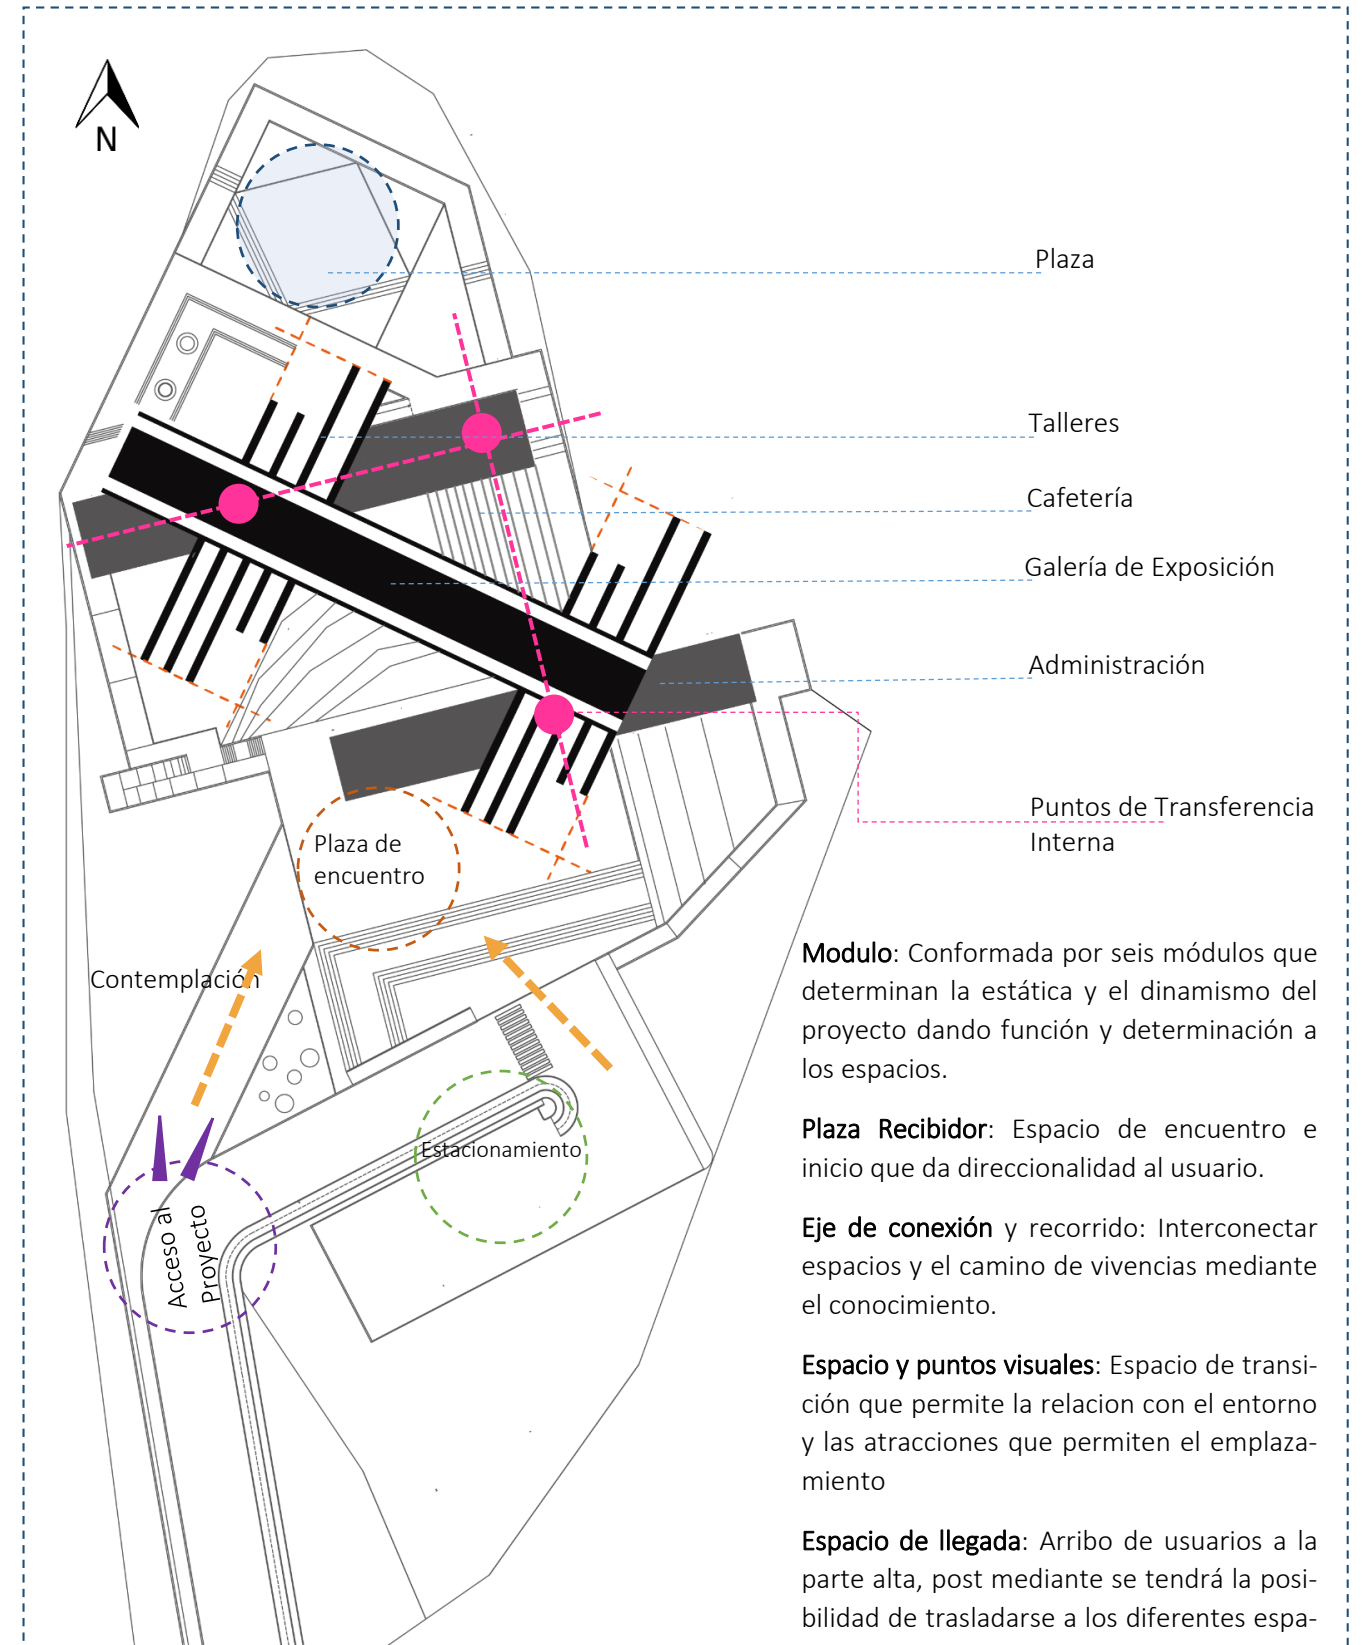 N
Plaza
Talleres
Cafetería
Galería de Exposición
Administración
Puntos de Transferencia
Interna
Plaza de
encuentro
Contemplación
Estacionamiento
Acceso al
Proyecto
Modulo: Conformada por seis módulos que
determinan la estática y el dinamismo del
proyecto dando función y determinación a
los espacios.
Plaza Recibidor: Espacio de encuentro e
inicio que da direccionalidad al usuario.
Eje de conexión y recorrido: Interconectar
espacios y el camino de vivencias mediante
el conocimiento.
Espacio y puntos visuales: Espacio de transi-
ción que permite la relacion con el entorno
y las atracciones que permiten el emplaza-
miento
Espacio de llegada: Arribo de usuarios a la
parte alta, post mediante se tendrá la posi-
bilidad de trasladarse a los diferentes espa-